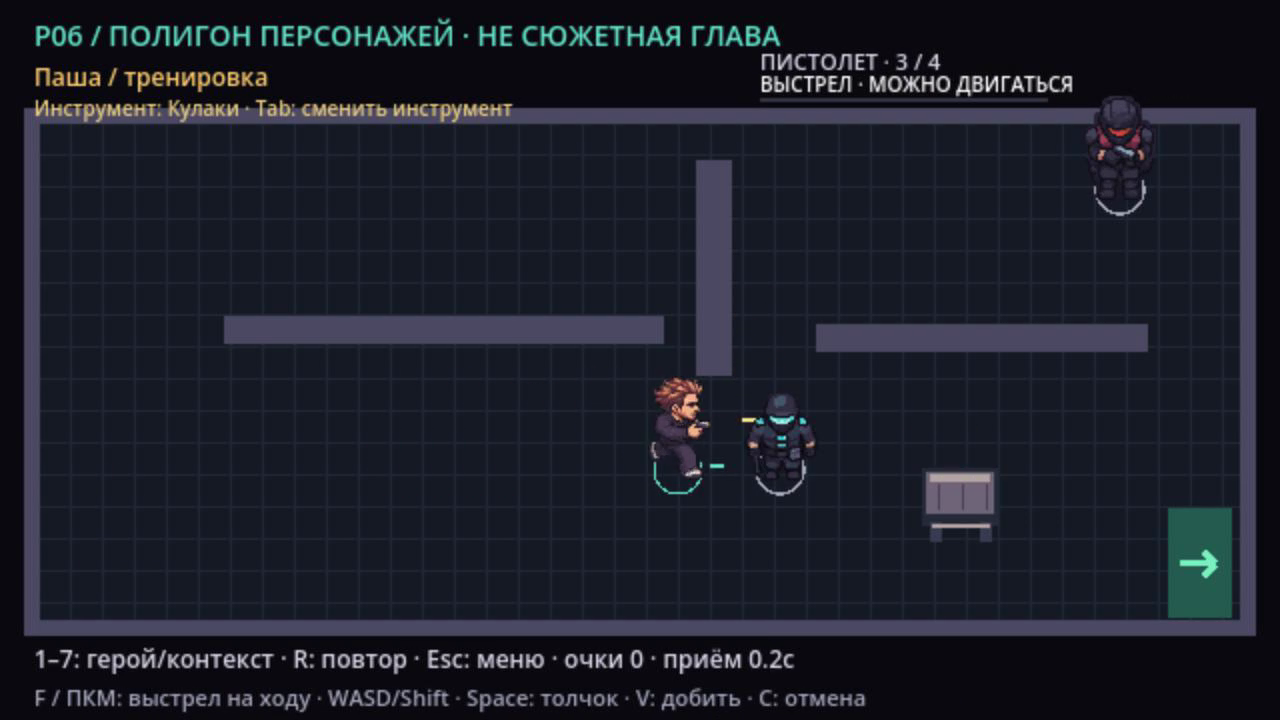 P06 / ПОЛИГОН ПЕРСОНАЖЕЙ · НЕ СЮЖЕТНАЯ ГЛАВА
ПИСТОЛЕТ · 3 / 4
Паша / тренировка
ВЫСТРЕЛ · МОЖНО ДВИГАТЬСЯ
Инструмент: Кулаки · Tab: сменить инструмент
1–7: герой/контекст · R: повтор · Esc: меню · очки 0 · приём 0.2с
F / ПКМ: выстрел на ходу · WASD/Shift · Space: толчок · V: добить · C: отмена